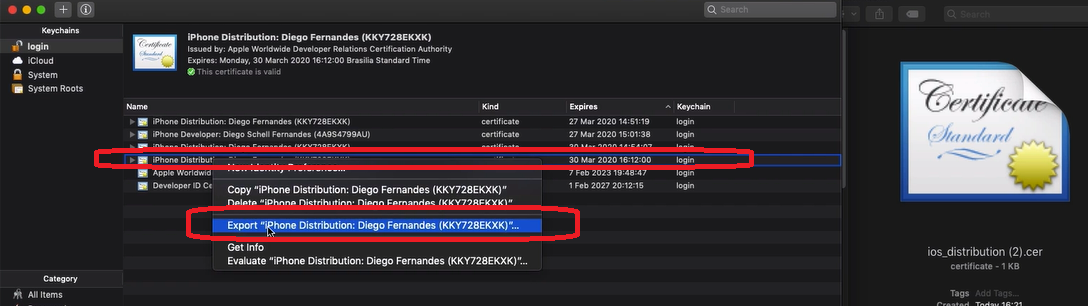 Search
Search
Keychains
login
iCloud
System
System Roots
iPhone Distribution: Diego Fernandes (KKY728EKXK)
Issued by: Apple Worldwide Developer Relations Certification Authority
Expires: Monday, 30 March 2020 16:12:00 Brasilia Standard Time
This certificate is valid
Certificate
Standard
Name Kind Expires Keychain
iPhone Distribution: Diego Fernandes (KKY728EKXK) certificate 27 Mar 2020 14:51:19 login
iPhone Developer: Diego Schell Fernandes (4A9S4799AU) certificate 27 Mar 2020 15:01:38 login
iPhone Distribution: Diego Fernandes (KKY728EKXK) certificate 30 Mar 2020 14:54:07 login
iPhone Distribut 30 Mar 2020 16:12:00 login
Apple Worldwid 7 Feb 2023 19:48:47 login
Developer ID Ce 1 Feb 2027 20:12:15 login
New Identity Preference...
Copy “iPhone Distribution: Diego Fernandes (KKY728EKXK)”
Delete “iPhone Distribution: Diego Fernandes (KKY728EKXK)”
Export “iPhone Distribution: Diego Fernandes (KKY728EKXK)”...
Get Info
Evaluate “iPhone Distribution: Diego Fernandes (KKY728EKXK)”...
Category
All Items
Certificate
Standard
ios_distribution (2).cer
certificate - 1 KB
Tags Add Tags...
Created Today 16:21